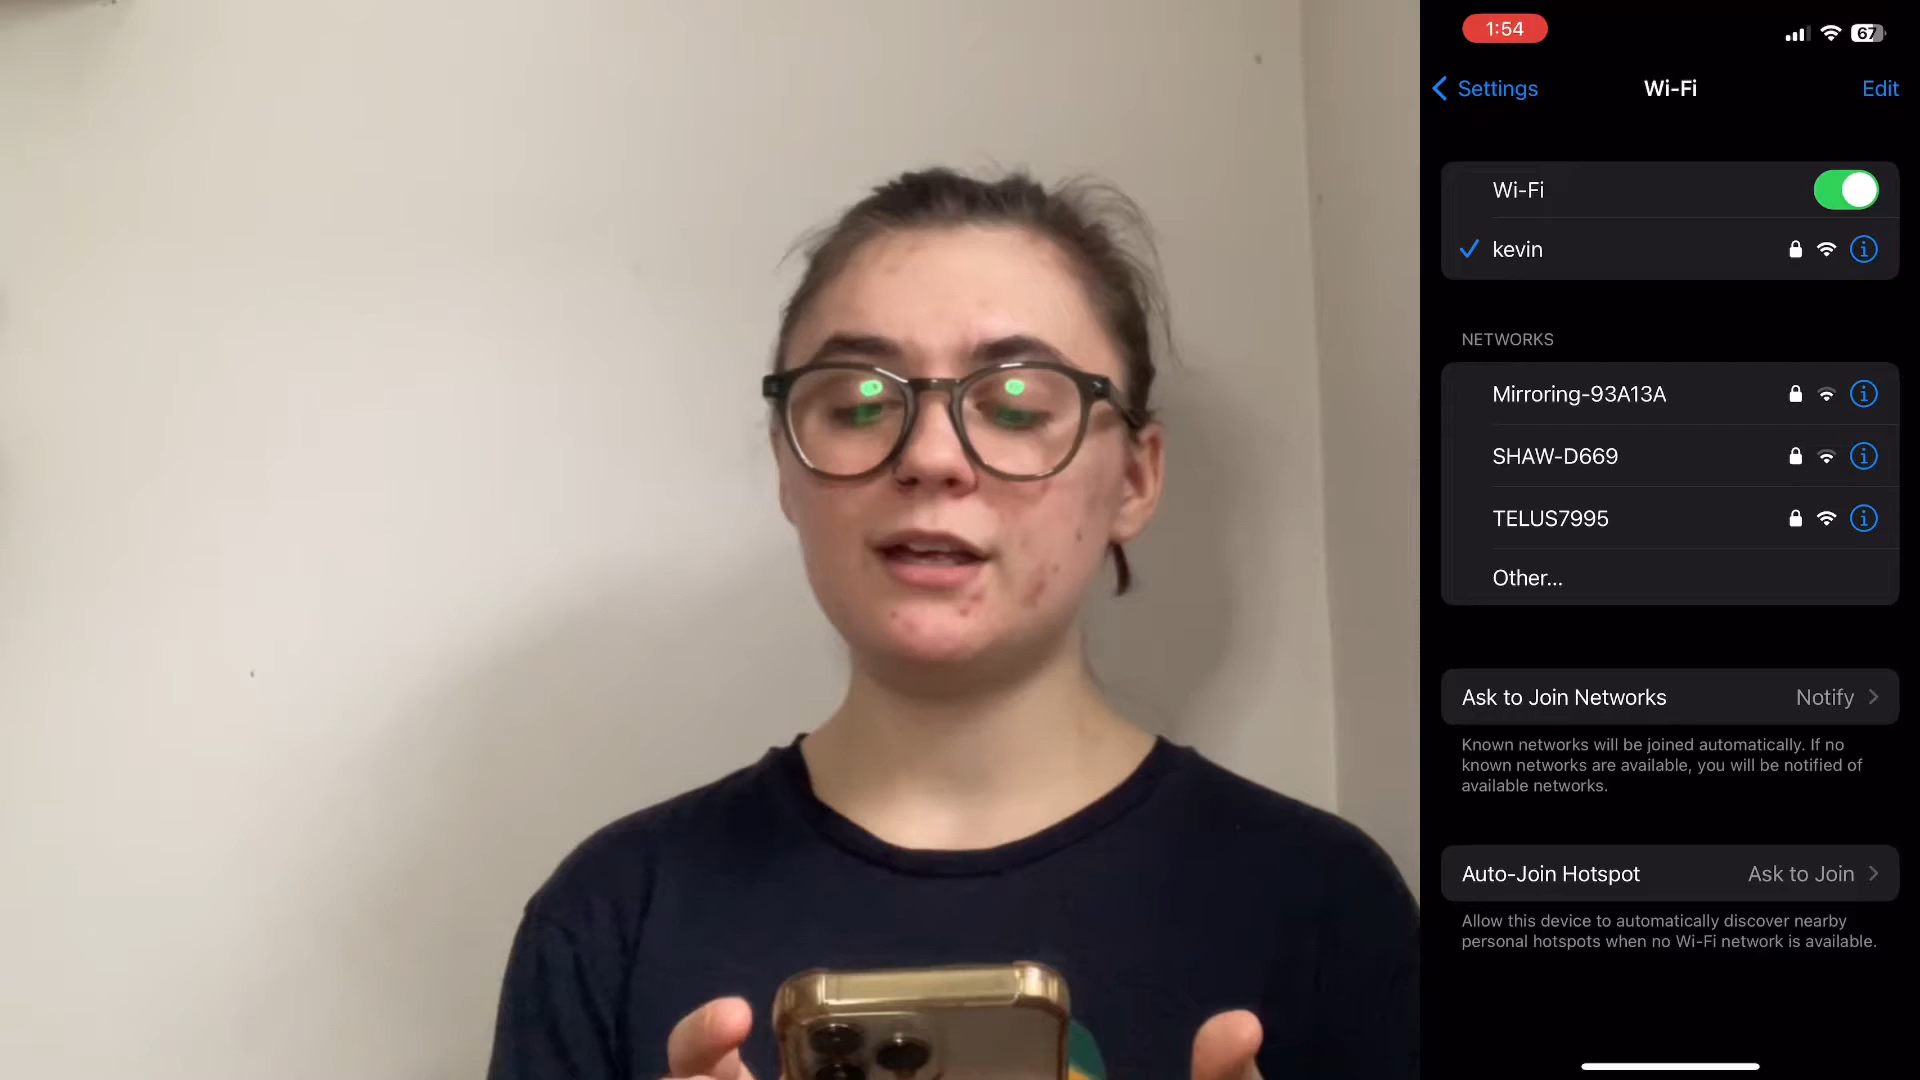 1:54
67
Settings
Wi-Fi
Edit
Wi-Fi
kevin
NETWORKS
Mirroring-93A13A
SHAW-D669
TELUS7995
Other...
Ask to Join Networks Notify
Known networks will be joined automatically. If no
known networks are available, you will be notified of
available networks.
Auto-Join Hotspot Ask to Join
Allow this device to automatically discover nearby
personal hotspots when no Wi-Fi network is available.